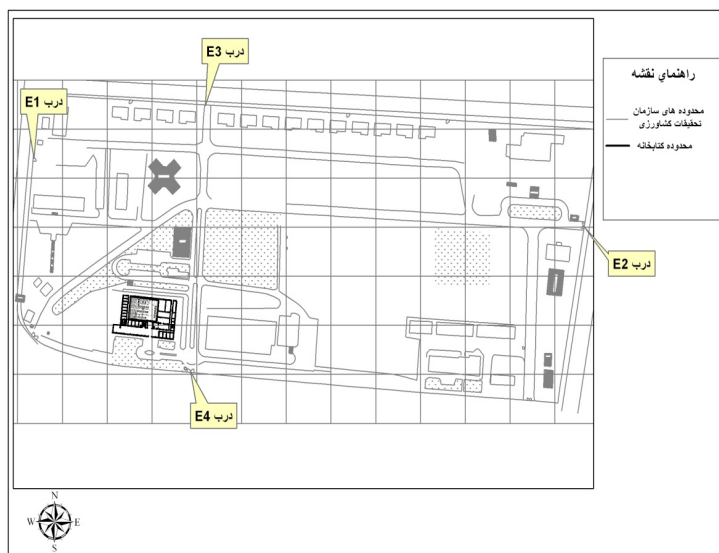 درب E3
درب E1
راهنماي نقشه
محدوده های سازمان
تحقیقات کشاورزی
محدوده کتابخانه
درب E2
درب E4
N
W
E
S